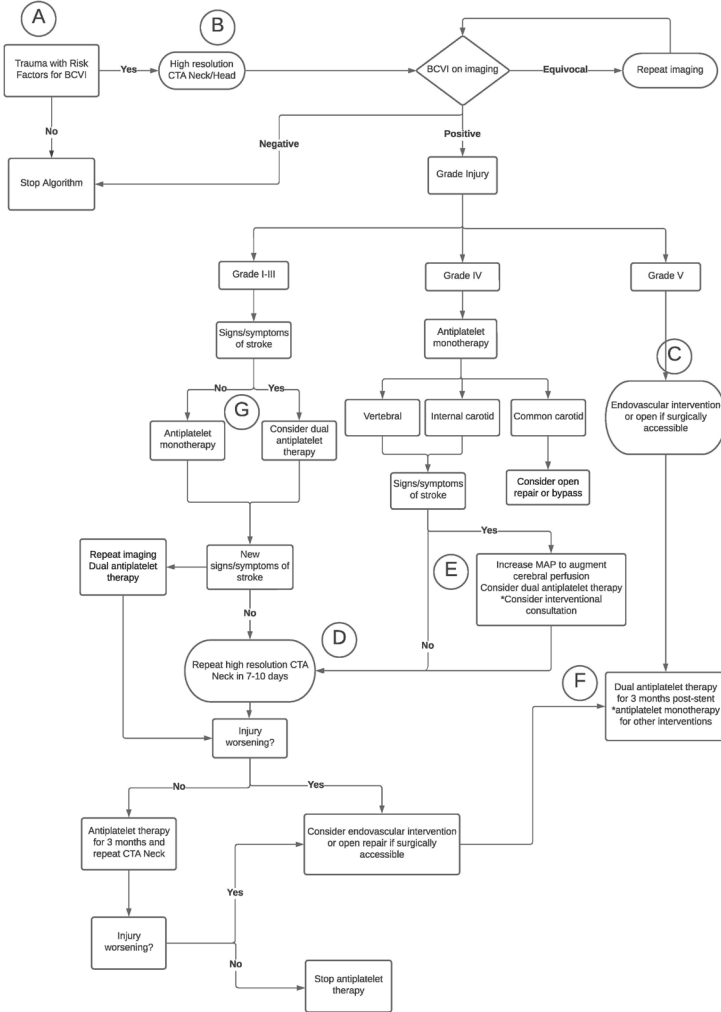 A
B
Trauma with Risk
Factors for BCVI
Yes
High resolution
CTA Neck/Head
BCVI on imaging
Equivocal
Repeat imaging
No
Negative
Positive
Stop Algorithm
Grade Injury
Grade I-III
Grade IV
Grade V
Signs/symptoms
of stroke
Antiplatelet
monotherapy
C
No
Yes
G
Vertebral
Internal carotid
Common carotid
Endovascular intervention
or open if surgically
accessible
Antiplatelet
monotherapy
Consider dual
antiplatelet
therapy
Signs/symptoms
of stroke
Consider open
repair or bypass
Yes
Repeat imaging
Dual antiplatelet
therapy
New
signs/symptoms of
stroke
E
Increase MAP to augment
cerebral perfusion
Consider dual antiplatelet therapy
*Consider interventional
consultation
No
D
No
Repeat high resolution CTA
Neck in 7-10 days
F
Dual antiplatelet therapy
for 3 months post-stent
*antiplatelet monotherapy
for other interventions
Injury
worsening?
No
Yes
Antiplatelet therapy
for 3 months and
repeat CTA Neck
Consider endovascular intervention
or open repair if surgically
accessible
Yes
Injury
worsening?
No
Stop antiplatelet
therapy